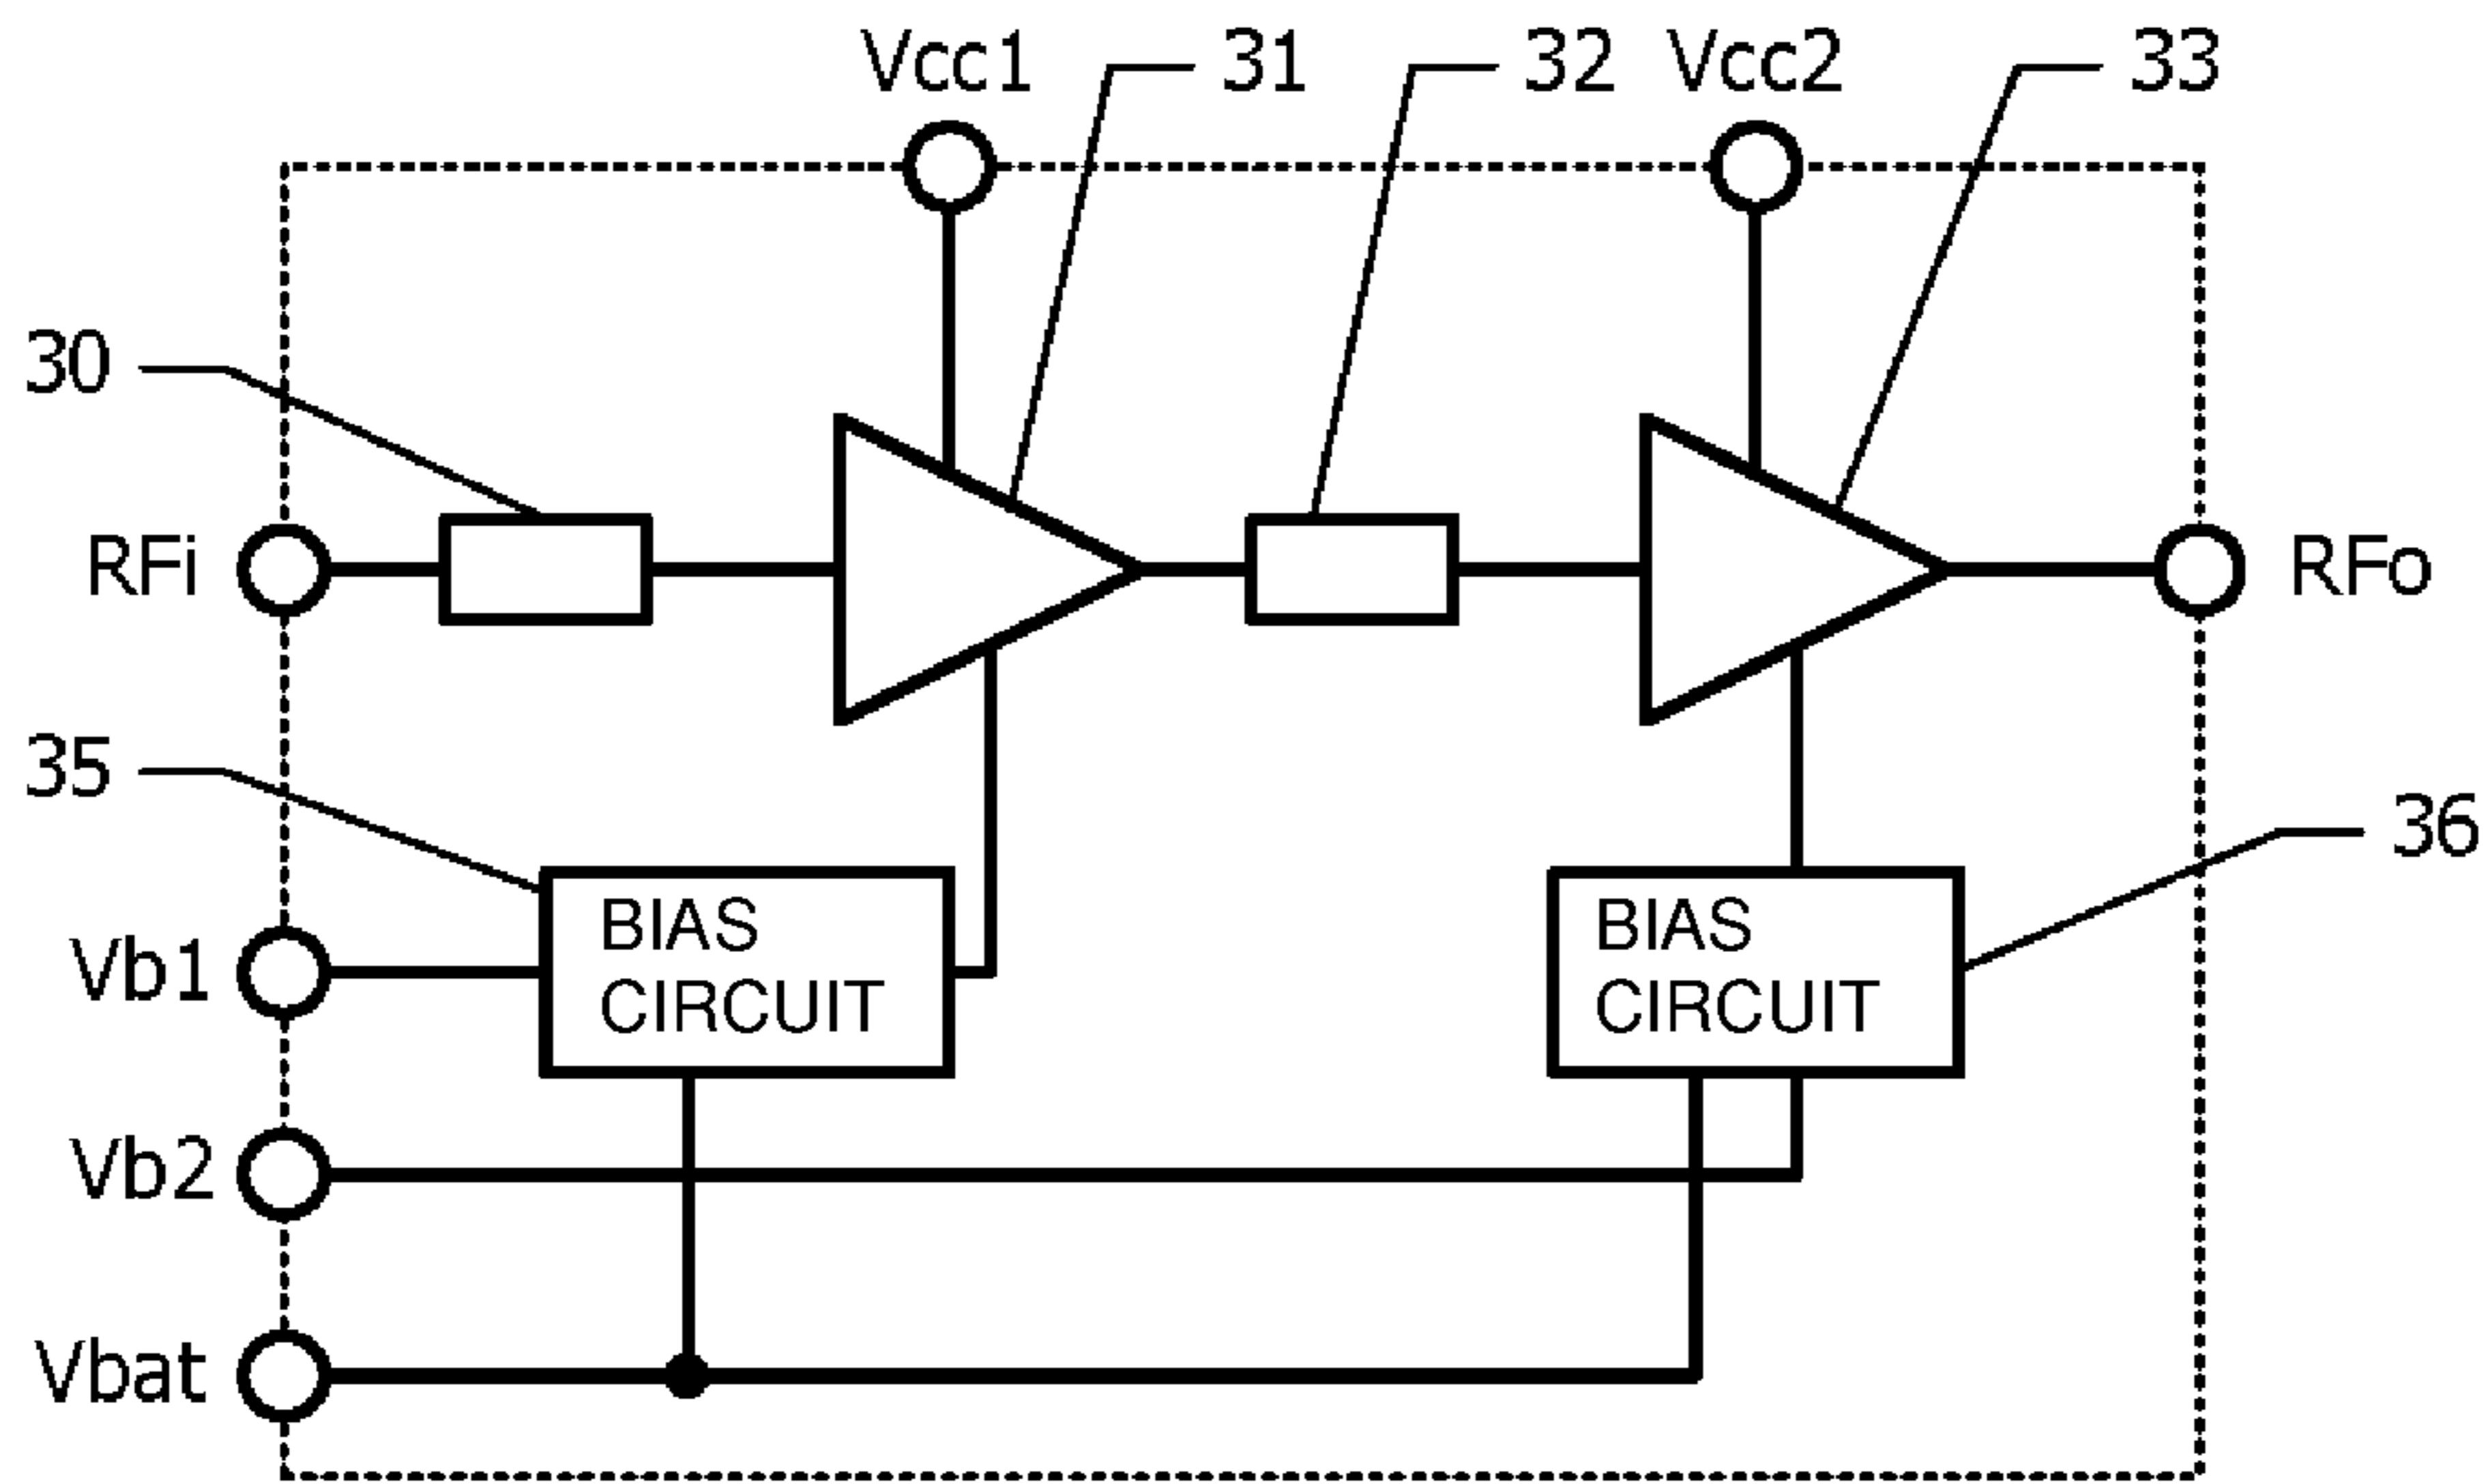 Vcc1 31 32 Vcc2 33
30
RFi RFo
35
36
BIAS
CIRCUIT
BIAS
CIRCUIT
Vb1
Vb2
Vbat